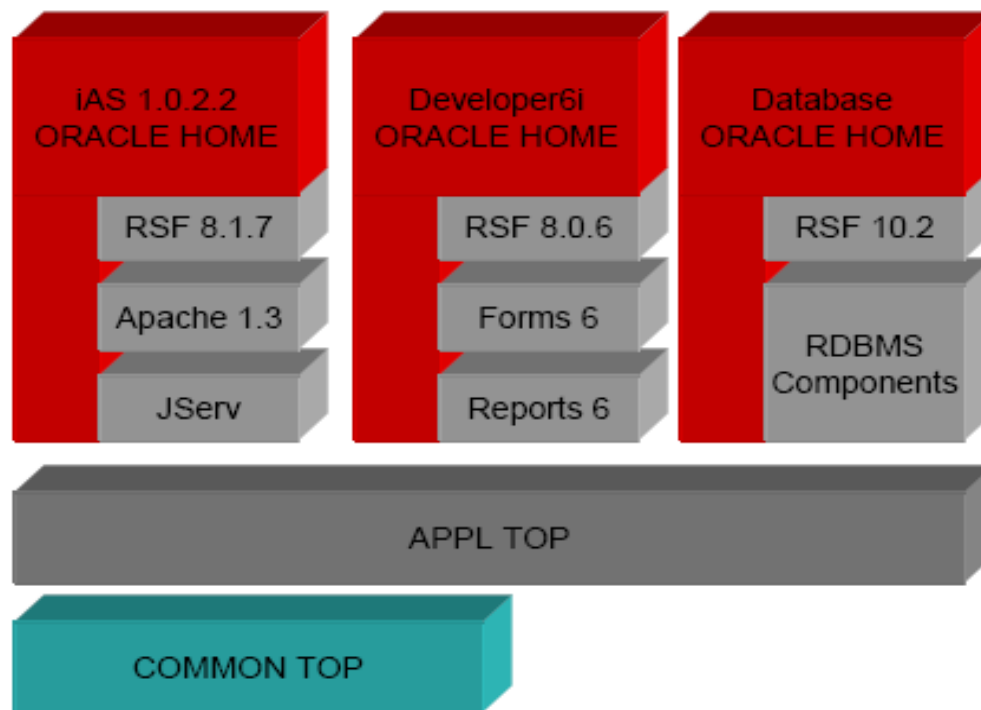 iAS 1.0.2.2
ORACLE HOME
RSF 8.1.7
Apache 1.3
JServ
Developer6i
ORACLE HOME
RSF 8.0.6
Forms 6
Reports 6
Database
ORACLE HOME
RSF 10.2
RDBMS
Components
APPL TOP
COMMON TOP